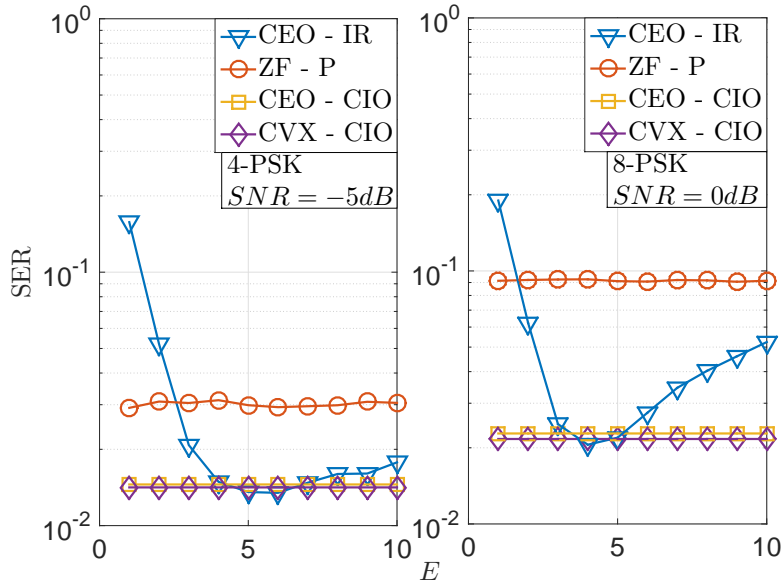 10^0
CEO - IR
ZF - P
CEO - CIO
CVX - CIO
4-PSK
SNR = −5dB
10^-1
SER
10^-2
0
5
10
10^0
CEO - IR
ZF - P
CEO - CIO
CVX - CIO
8-PSK
SNR = 0dB
10^-1
10^-2
0
5
10
E